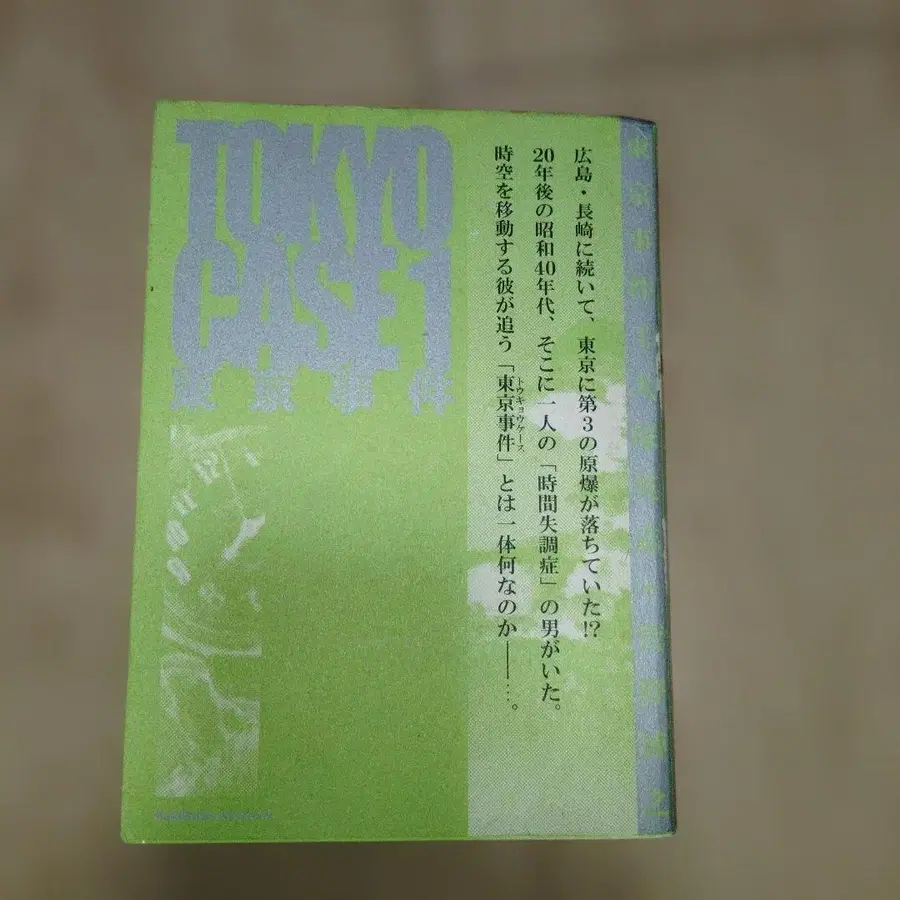 TOKYO
CASE 1
東京事件
広島・長崎に続いて、東京に第3の原爆が落ちていた!?
20年後の昭和40年代、そこに一人の「時間失調症」の男がいた。
時空を移動する彼が追う「東京事件」とは一体何なのか——…。
トウキョウケース